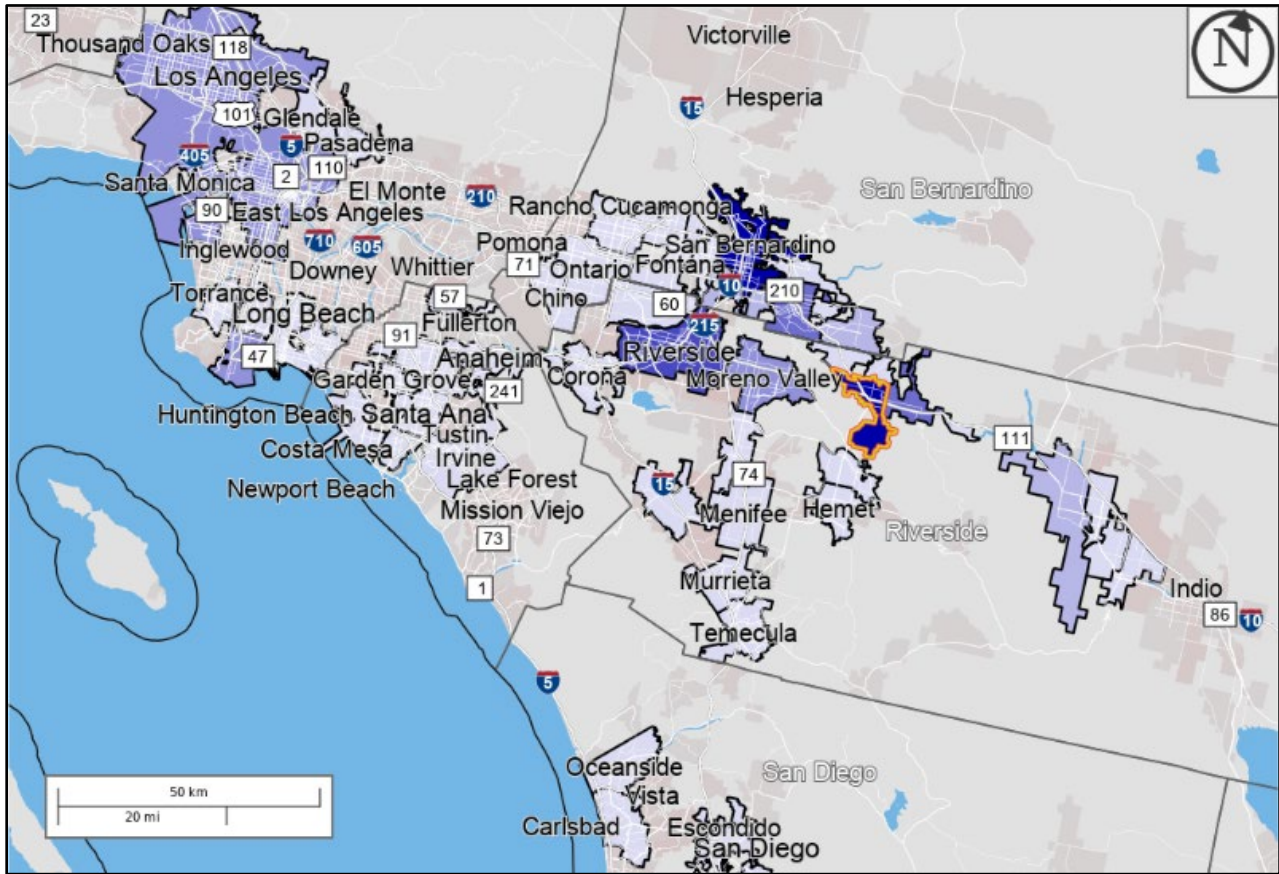 23
Thousand Oaks
118
Los Angeles
101
Glendale
405
5
Pasadena
2
110
Santa Monica
El Monte
210
90
East Los Angeles
710
605
Inglewood
Downey
Whittier
Torrance
57
Long Beach
91
Fullerton
47
Anaheim
Garden Grove
241
Huntington Beach
Santa Ana
Costa Mesa
Tustin
Irvine
Newport Beach
Lake Forest
Mission Viejo
73
1
Victorville
15
Hesperia
N
San Bernardino
Rancho Cucamonga
Pomona
San Bernardino
71
Ontario
Fontana
10
210
Chino
60
215
Riverside
Corona
Moreno Valley
111
74
15
Menifee
Hemet
Riverside
Murrieta
Indio
Temecula
86
10
5
Oceanside
San Diego
Vista
Carlsbad
Escondido
San Diego
50 km
20 mi